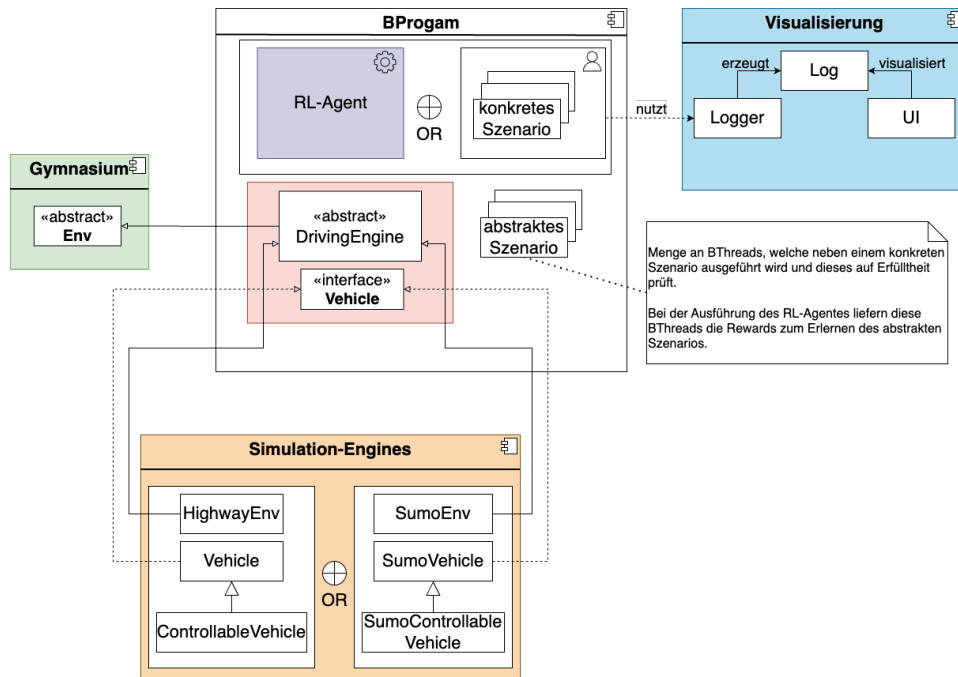 BProgam
RL-Agent
OR
konkretes
Szenario
nutzt
Visualisierung
erzeugt
Log
visualisiert
Logger
UI
Gymnasium
«abstract»
Env
«abstract»
DrivingEngine
«interface»
Vehicle
abstraktes
Szenario
Menge an BThreads, welche neben einem konkreten
Szenario ausgeführt wird und dieses auf Erfülltheit
prüft.
Bei der Ausführung des RL-Agentes liefern diese
BThreads die Rewards zum Erlernen des abstrakten
Szenarios.
Simulation-Engines
HighwayEnv
Vehicle
ControllableVehicle
OR
SumoEnv
SumoVehicle
SumoControllable
Vehicle